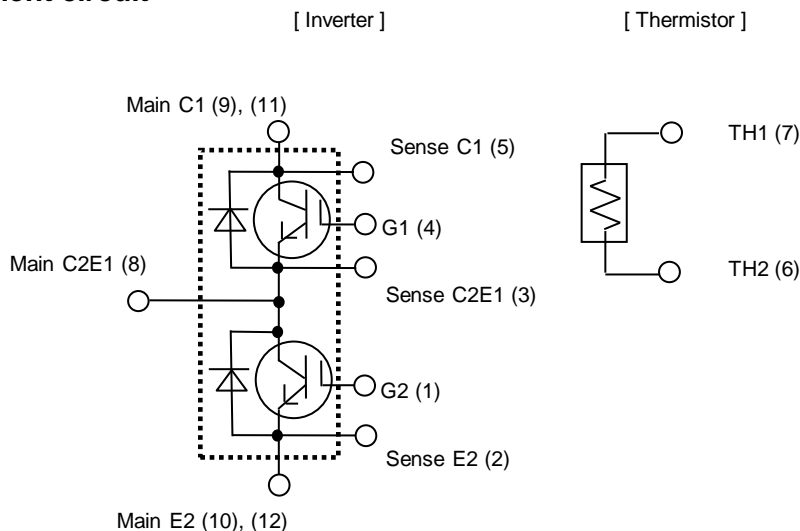 [ Inverter ]
[ Thermistor ]
Main C1 (9), (11)
Sense C1 (5)
TH1 (7)
G1 (4)
Main C2E1 (8)
TH2 (6)
Sense C2E1 (3)
G2 (1)
Sense E2 (2)
Main E2 (10), (12)